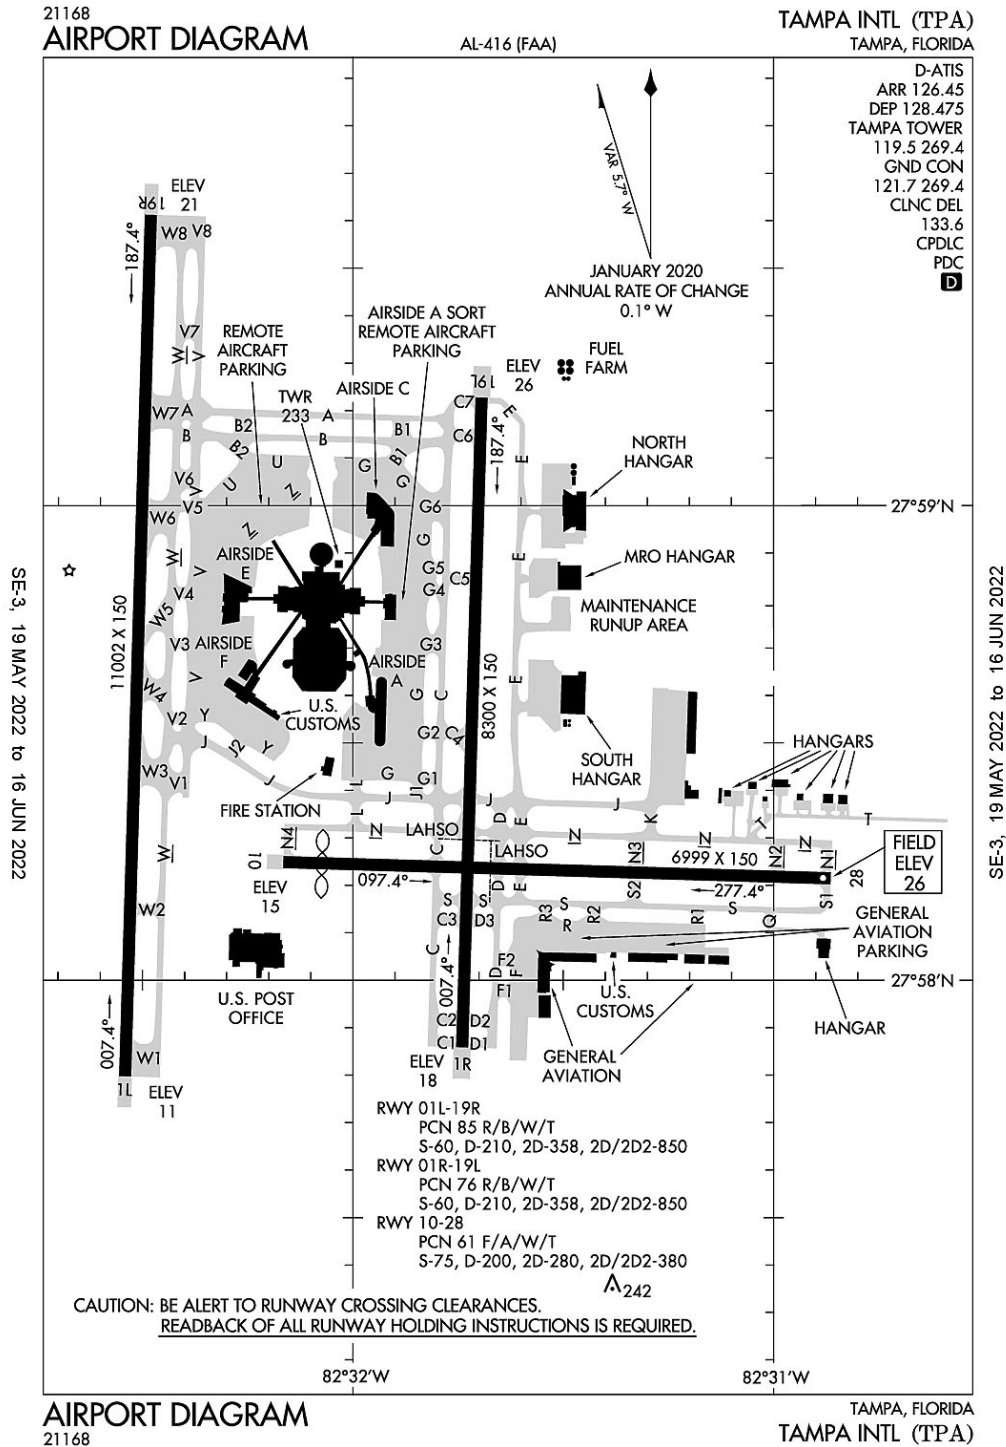 21168
AIRPORT DIAGRAM
AL-416 (FAA)
TAMPA INTL (TPA)
TAMPA, FLORIDA
D-ATIS
ARR 126.45
DEP 128.475
TAMPA TOWER
119.5 269.4
GND CON
121.7 269.4
CLNC DEL
133.6
CPDLC
PDC
D
VAR 5.7° W
JANUARY 2020
ANNUAL RATE OF CHANGE
0.1° W
19R
ELEV
21
187.4°
W8 V8
V7
W
V
REMOTE
AIRCRAFT
PARKING
AIRSIDE A SORT
REMOTE AIRCRAFT
PARKING
TWR
233
AIRSIDE C
19L
ELEV
26
FUEL
FARM
C7
E
W7 A
B
B2
A
B
B1
B2
B1
C6
187.4°
E
NORTH
HANGAR
U
U
Z
Z
G
G
V6
V
V5
W6
G6
27°59'N
W
V
AIRSIDE
E
G
G5
G4
C5
E
MRO HANGAR
MAINTENANCE
RUNUP AREA
V4
W5
11002 X 150
V3
AIRSIDE
F
AIRSIDE
A
G3
8300 X 150
E
W4
V
V2
Y
J
J2
Y
J
U.S.
CUSTOMS
G
C
G2
C4
SOUTH
HANGAR
HANGARS
W3
V1
FIRE STATION
L
L
G
J
J1
G1
J
D
E
J
K
T
T
W
N4
N
LAHSO
C
LAHSO
N
N3
N
6999 X 150
N2
N
N1
FIELD
ELEV
26
10
ELEV
15
097.4°
D
E
S2
277.4°
28
S1
W2
S
S
C3
D3
R3
S
R
R2
R1
S
Q
GENERAL
AVIATION
PARKING
C
007.4°
D
F2
F
F1
27°58'N
U.S. POST
OFFICE
U.S.
CUSTOMS
HANGAR
007.4°
C2
D2
C1
D1
W1
1L
ELEV
11
ELEV
18
1R
GENERAL
AVIATION
RWY 01L-19R
PCN 85 R/B/W/T
S-60, D-210, 2D-358, 2D/2D2-850
RWY 01R-19L
PCN 76 R/B/W/T
S-60, D-210, 2D-358, 2D/2D2-850
RWY 10-28
PCN 61 F/A/W/T
S-75, D-200, 2D-280, 2D/2D2-380
242
CAUTION: BE ALERT TO RUNWAY CROSSING CLEARANCES.
READBACK OF ALL RUNWAY HOLDING INSTRUCTIONS IS REQUIRED.
82°32'W
82°31'W
SE-3, 19 MAY 2022 to 16 JUN 2022
SE-3, 19 MAY 2022 to 16 JUN 2022
AIRPORT DIAGRAM
21168
TAMPA, FLORIDA
TAMPA INTL (TPA)